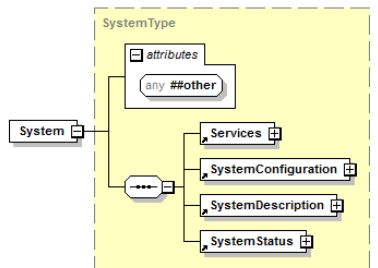 SystemType
attributes
any ##other
System
Services
SystemConfiguration
SystemDescription
SystemStatus